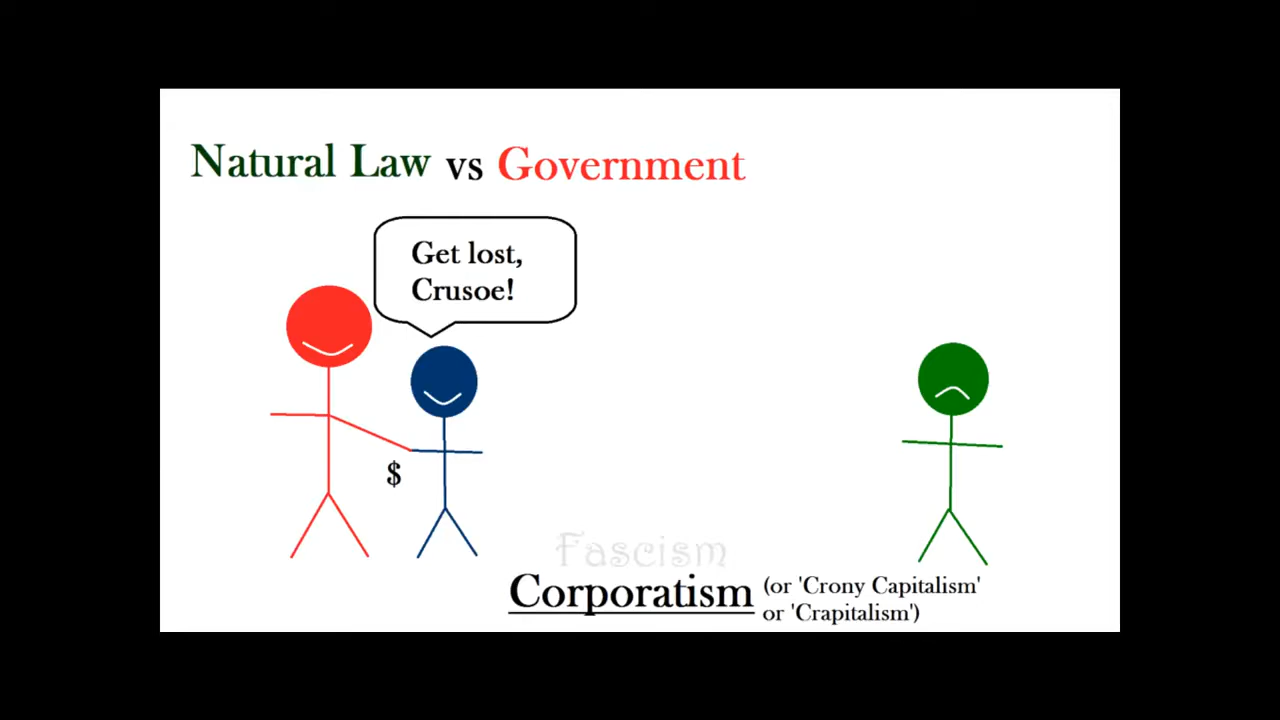 Natural Law vs Government
Get lost,
Crusoe!
$
Fascism
Corporatism
(or 'Crony Capitalism'
or 'Crapitalism')